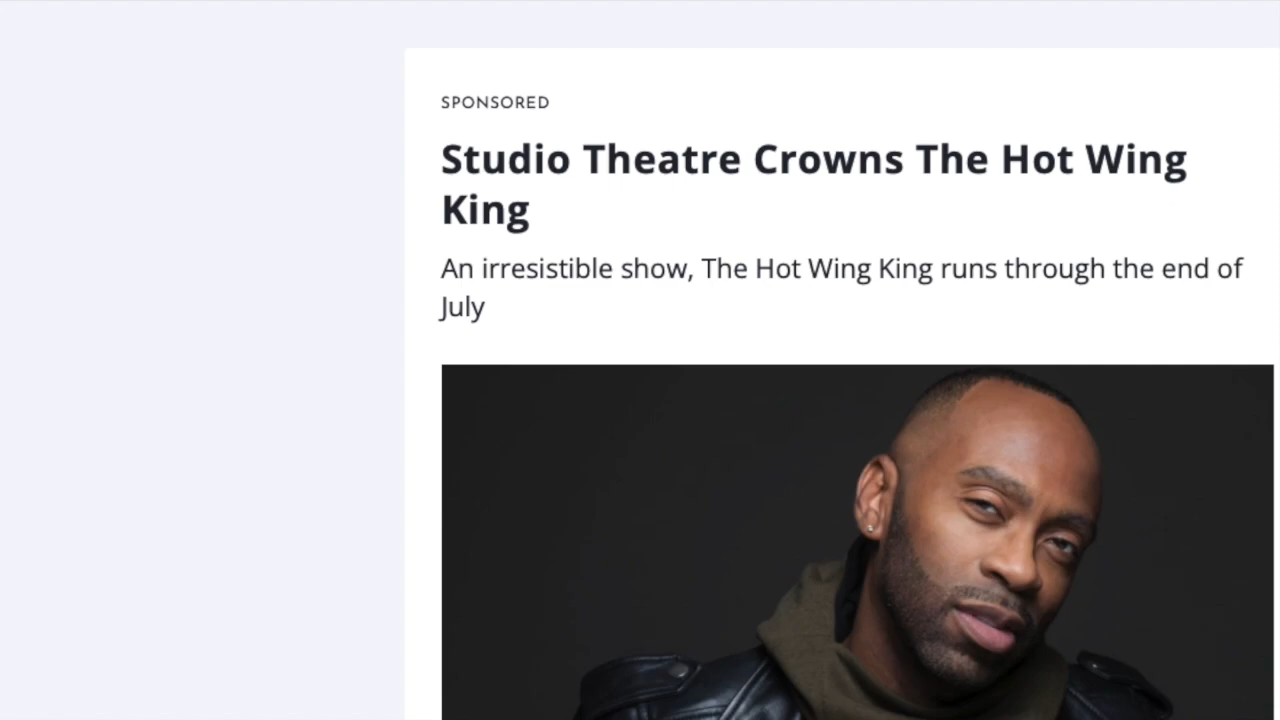 SPONSORED
Studio Theatre Crowns The Hot Wing
King
An irresistible show, The Hot Wing King runs through the end of
July